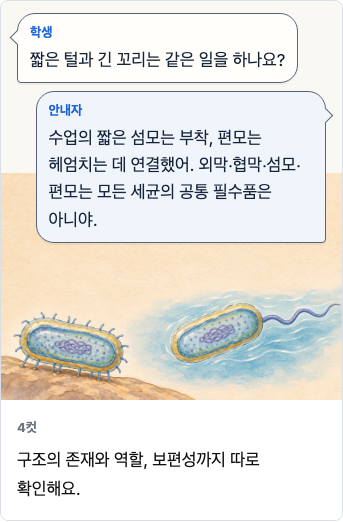 학생
짧은 털과 긴 꼬리는 같은 일을 하나요?
안내자
수업의 짧은 섬모는 부착, 편모는
헤엄치는 데 연결했어. 외막·협막·섬모·
편모는 모든 세균의 공통 필수품은
아니야.
4컷
구조의 존재와 역할, 보편성까지 따로
확인해요.